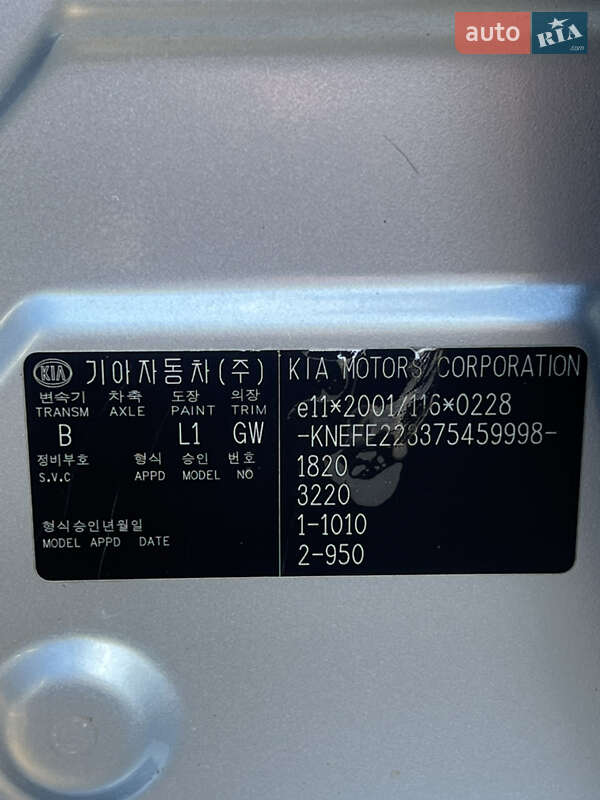 auto RIA.com
KIA 기아자동차(주)
변속기 차축 도장 의장
TRANSM AXLE PAINT TRIM
B L1 GW
정비부호 형식 승인 번호
S.V.C APPD MODEL NO
형식승인년월일
MODEL APPD DATE
KIA MOTORS CORPORATION
e11*2001/116*0228
-KNEFE223375459998-
1820
3220
1-1010
2-950